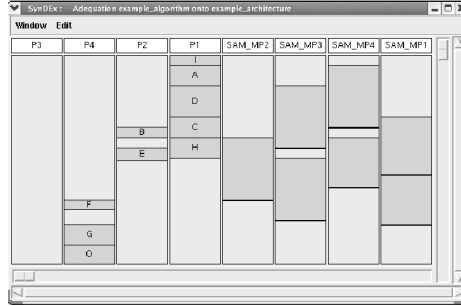 SynDEx : Adequation example_algorithm onto example_architecture
Window Edit
P3 P4 P2 P1 SAM_MP2 SAM_MP3 SAM_MP4 SAM_MP1
I
A
D
B C
E H
F
G
O